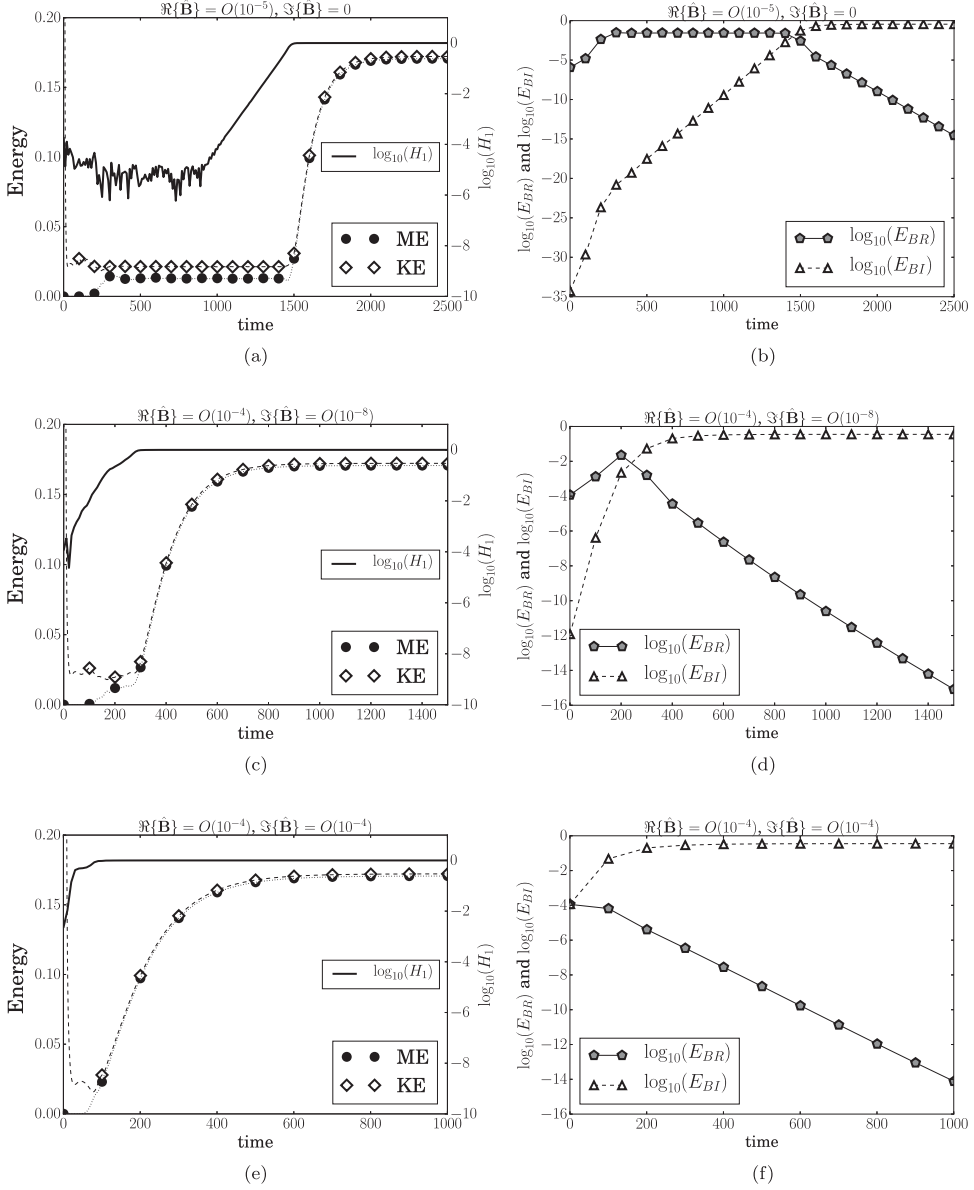 ℜ{B̂} = O(10⁻⁵), ℑ{B̂} = 0
0.20
0.15
0.10
0.05
0.00
Energy
0
−2
−4
−6
−8
−10
log₁₀(H₁)
log₁₀(H₁)
ME
KE
0 500 1000 1500 2000 2500
time
(a)
ℜ{B̂} = O(10⁻⁵), ℑ{B̂} = 0
0
−5
−10
−15
−20
−25
−30
−35
log₁₀(E_BR) and log₁₀(E_BI)
log₁₀(E_BR)
log₁₀(E_BI)
0 500 1000 1500 2000 2500
time
(b)
ℜ{B̂} = O(10⁻⁴), ℑ{B̂} = O(10⁻⁸)
0.20
0.15
0.10
0.05
0.00
Energy
0
−2
−4
−6
−8
−10
log₁₀(H₁)
log₁₀(H₁)
ME
KE
0 200 400 600 800 1000 1200 1400
time
(c)
ℜ{B̂} = O(10⁻⁴), ℑ{B̂} = O(10⁻⁸)
0
−2
−4
−6
−8
−10
−12
−14
−16
log₁₀(E_BR) and log₁₀(E_BI)
log₁₀(E_BR)
log₁₀(E_BI)
0 200 400 600 800 1000 1200 1400
time
(d)
ℜ{B̂} = O(10⁻⁴), ℑ{B̂} = O(10⁻⁴)
0.20
0.15
0.10
0.05
0.00
Energy
0
−2
−4
−6
−8
−10
log₁₀(H₁)
log₁₀(H₁)
ME
KE
0 200 400 600 800 1000
time
(e)
ℜ{B̂} = O(10⁻⁴), ℑ{B̂} = O(10⁻⁴)
0
−2
−4
−6
−8
−10
−12
−14
−16
log₁₀(E_BR) and log₁₀(E_BI)
log₁₀(E_BR)
log₁₀(E_BI)
0 200 400 600 800 1000
time
(f)